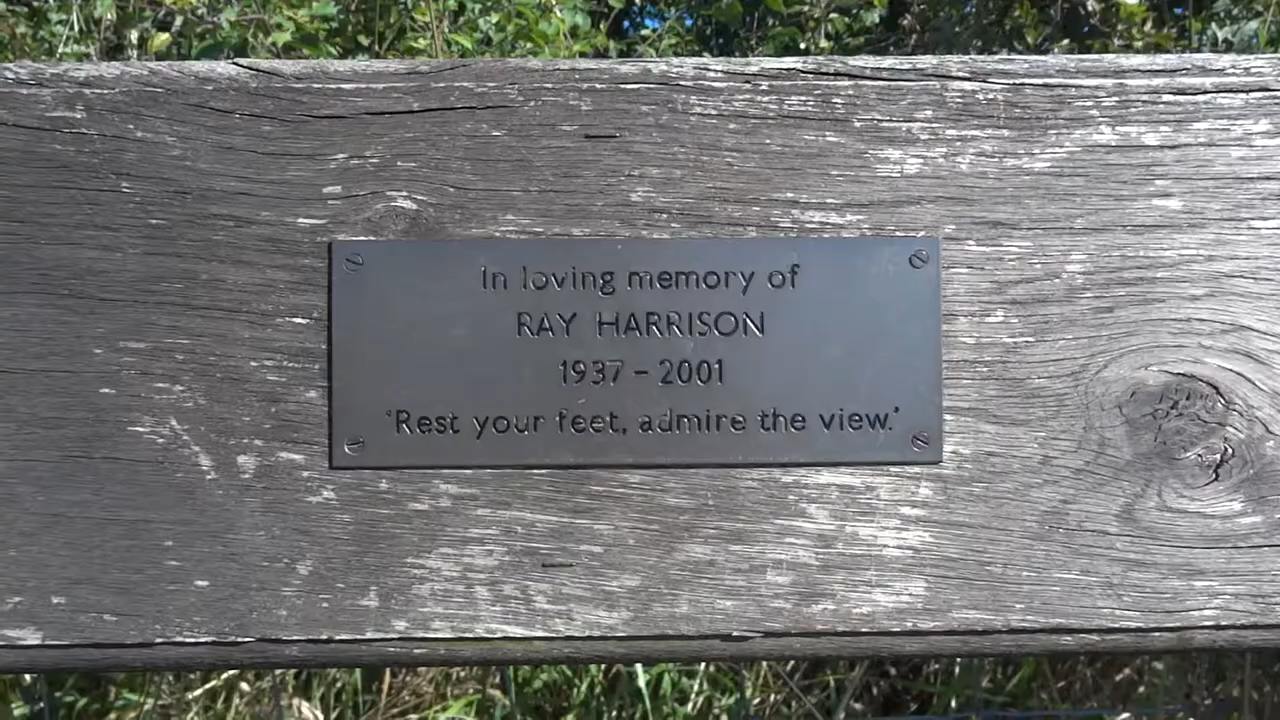 In loving memory of
RAY HARRISON
1937 – 2001
‘Rest your feet, admire the view.’